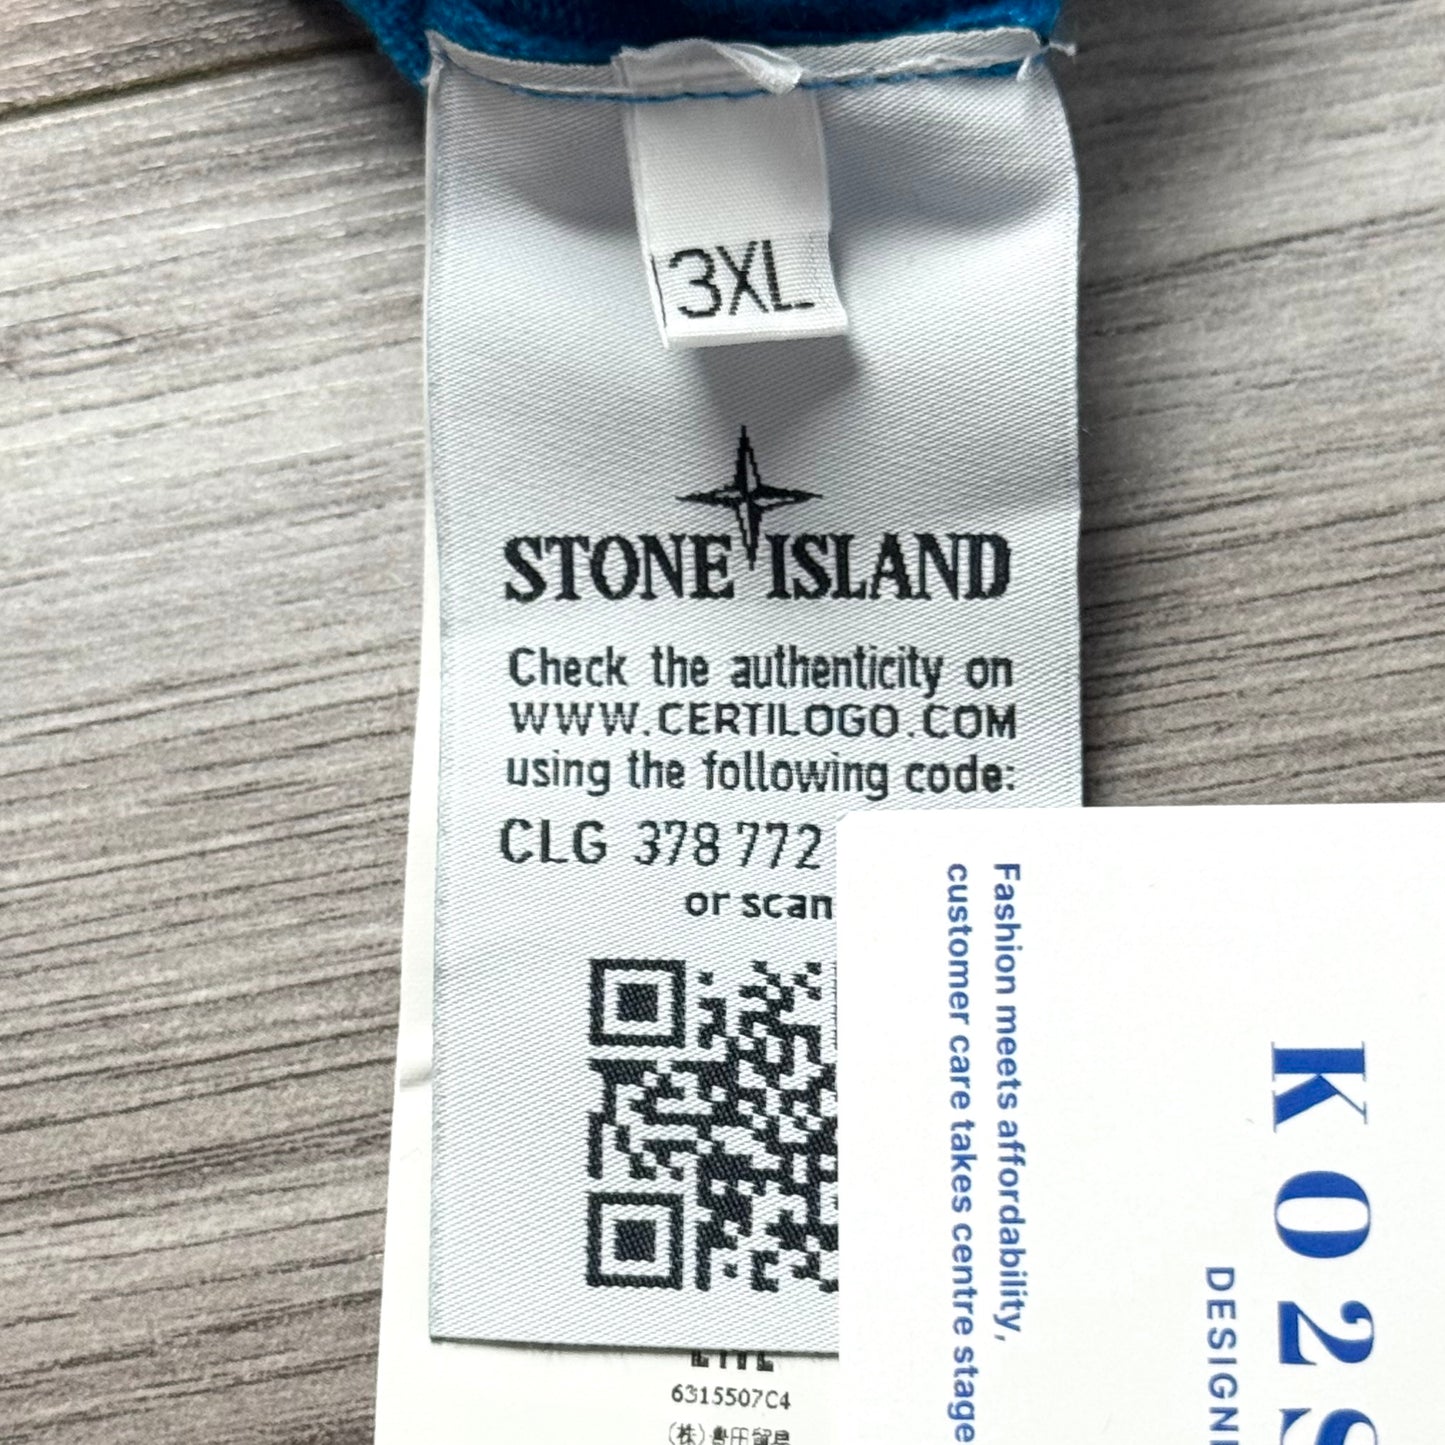 3XL
STONE ISLAND
Check the authenticity on
WWW.CERTILOGO.COM
using the following code:
CLG 378 772
or scan
6315507C4
(株)
Fashion meets affordability,
customer care takes centre stage
KO2S
DESIGN